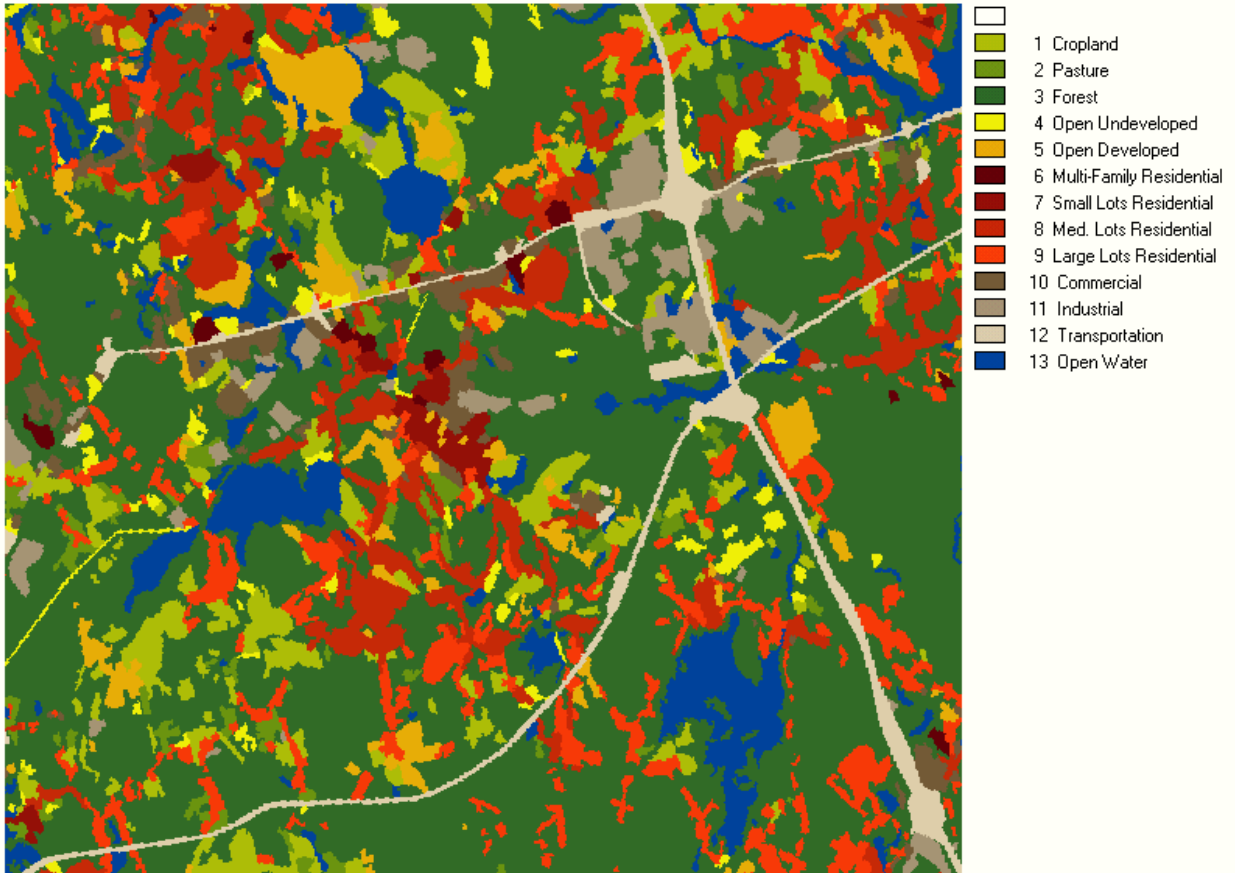 1 Cropland
2 Pasture
3 Forest
4 Open Undeveloped
5 Open Developed
6 Multi-Family Residential
7 Small Lots Residential
8 Med. Lots Residential
9 Large Lots Residential
10 Commercial
11 Industrial
12 Transportation
13 Open Water